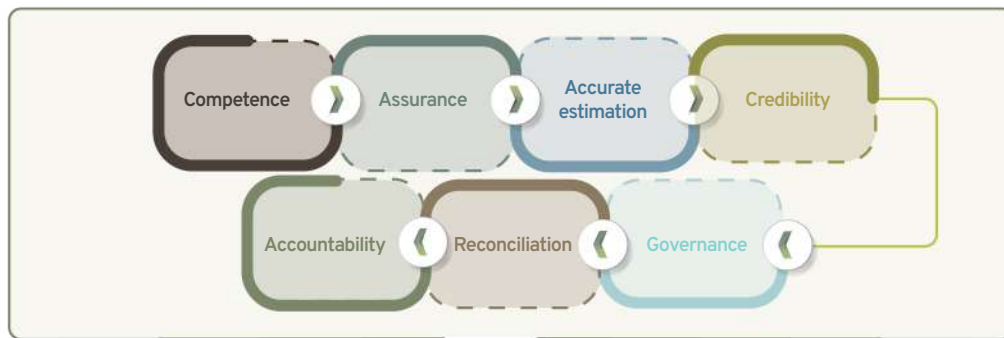 Competence
Assurance
Accurate
estimation
Credibility
Accountability
Reconciliation
Governance